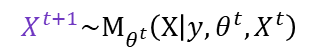 X^{t+1}~M_{θ^t}(X|y, θ^t, X^t)